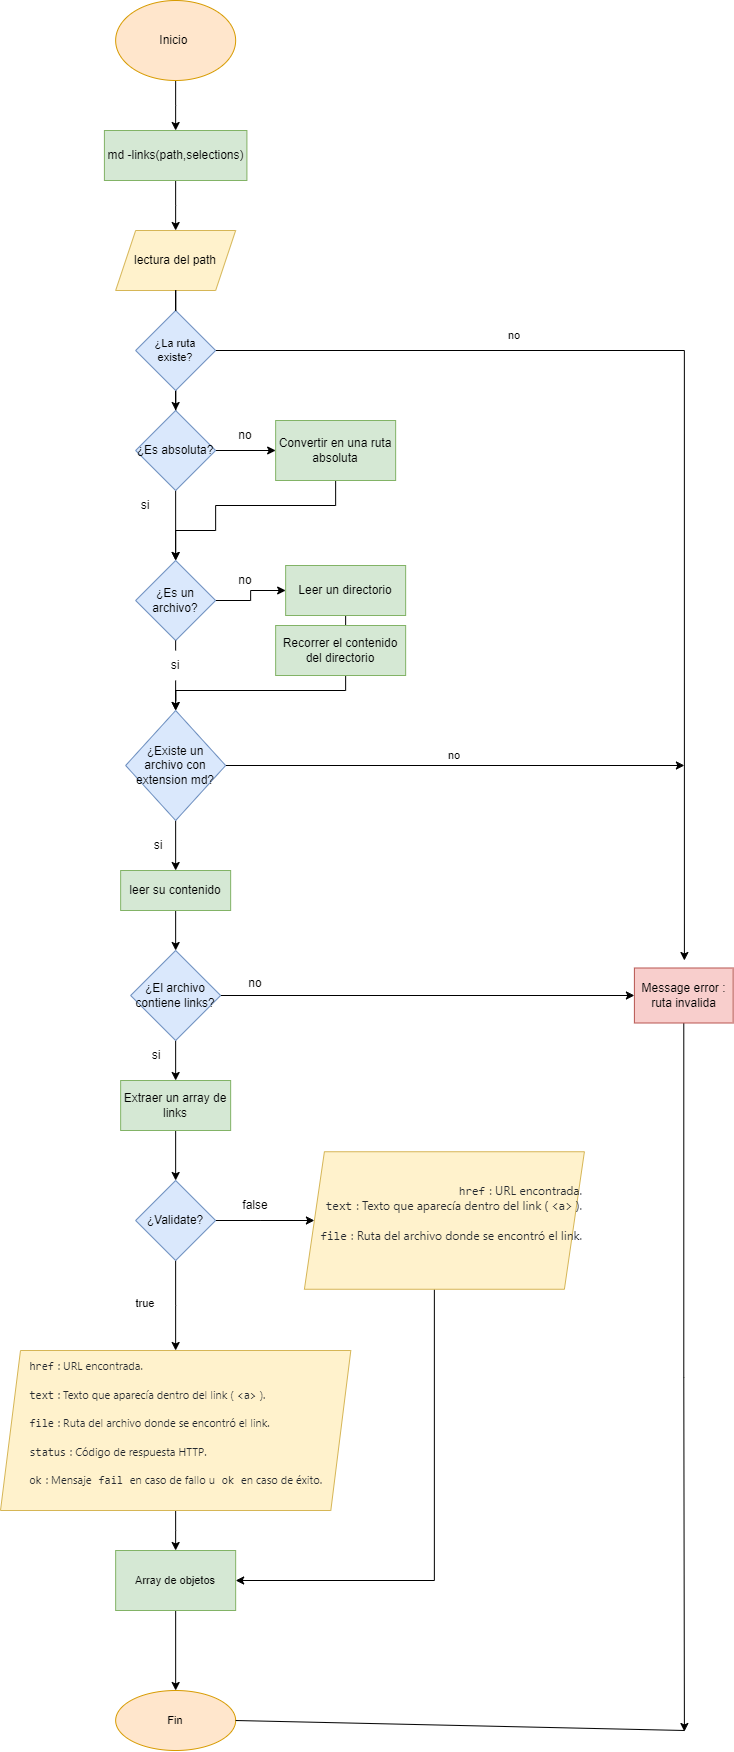 Inicio
md -links(path,selections)
lectura del path
¿La ruta
existe?
no
¿Es absoluta?
no
Convertir en una ruta
absoluta
si
¿Es un
archivo?
no
Leer un directorio
Recorrer el contenido
del directorio
si
¿Existe un
archivo con
extension md?
no
si
leer su contenido
¿El archivo
contiene links?
no
Message error :
ruta invalida
si
Extraer un array de
links
¿Validate?
false
href : URL encontrada.
text : Texto que aparecía dentro del link ( <a> ).
file : Ruta del archivo donde se encontró el link.
true
href : URL encontrada.
text : Texto que aparecía dentro del link ( <a> ).
file : Ruta del archivo donde se encontró el link.
status : Código de respuesta HTTP.
ok : Mensaje fail en caso de fallo u ok en caso de éxito.
Array de objetos
Fin